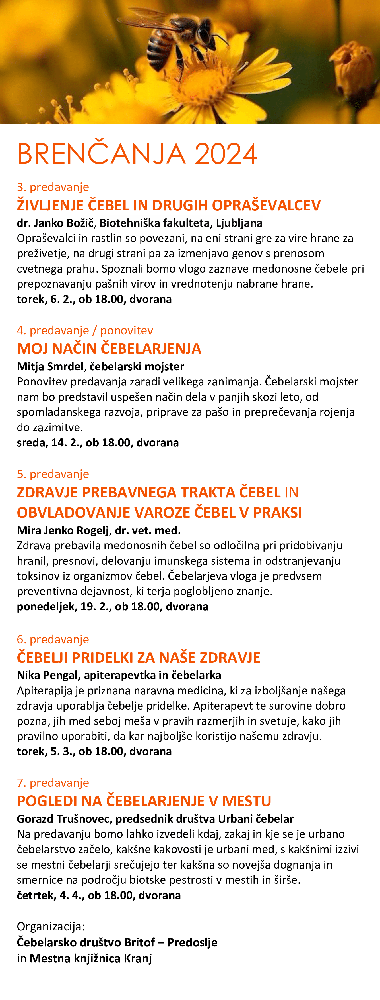 BRENČANJA 2024
3. predavanje
ŽIVLJENJE ČEBEL IN DRUGIH OPRAŠEVALCEV
dr. Janko Božič, Biotehniška fakulteta, Ljubljana
Opraševalci in rastlin so povezani, na eni strani gre za vire hrane za
preživetje, na drugi strani pa za izmenjavo genov s prenosom
cvetnega prahu. Spoznali bomo vlogo zaznave medonosne čebele pri
prepoznavanju pašnih virov in vrednotenju nabrane hrane.
torek, 6. 2., ob 18.00, dvorana
4. predavanje / ponovitev
MOJ NAČIN ČEBELARJENJA
Mitja Smrdel, čebelarski mojster
Ponovitev predavanja zaradi velikega zanimanja. Čebelarski mojster
nam bo predstavil uspešen način dela v panjih skozi leto, od
spomladanskega razvoja, priprave za pašo in preprečevanja rojenja
do zazimitve.
sreda, 14. 2., ob 18.00, dvorana
5. predavanje
ZDRAVJE PREBAVNEGA TRAKTA ČEBEL IN
OBVLADOVANJE VAROZE ČEBEL V PRAKSI
Mira Jenko Rogelj, dr. vet. med.
Zdrava prebavila medonosnih čebel so odločilna pri pridobivanju
hranil, presnovi, delovanju imunskega sistema in odstranjevanju
toksinov iz organizmov čebel. Čebelarjeva vloga je predvsem
preventivna dejavnost, ki terja poglobljeno znanje.
ponedeljek, 19. 2., ob 18.00, dvorana
6. predavanje
ČEBELJI PRIDELKI ZA NAŠE ZDRAVJE
Nika Pengal, apiterapevtka in čebelarka
Apiterapija je priznana naravna medicina, ki za izboljšanje našega
zdravja uporablja čebelje pridelke. Apiterapevt te surovine dobro
pozna, jih med seboj meša v pravih razmerjih in svetuje, kako jih
pravilno uporabiti, da kar najboljše koristijo našemu zdravju.
torek, 5. 3., ob 18.00, dvorana
7. predavanje
POGLEDI NA ČEBELARJENJE V MESTU
Gorazd Trušnovec, predsednik društva Urbani čebelar
Na predavanju bomo lahko izvedeli kdaj, zakaj in kje se je urbano
čebelarstvo začelo, kakšne kakovosti je urbani med, s kakšnimi izzivi
se mestni čebelarji srečujejo ter kakšna so novejša dognanja in
smernice na področju biotske pestrosti v mestih in širše.
četrtek, 4. 4., ob 18.00, dvorana
Organizacija:
Čebelarsko društvo Britof – Predoslje
in Mestna knjižnica Kranj